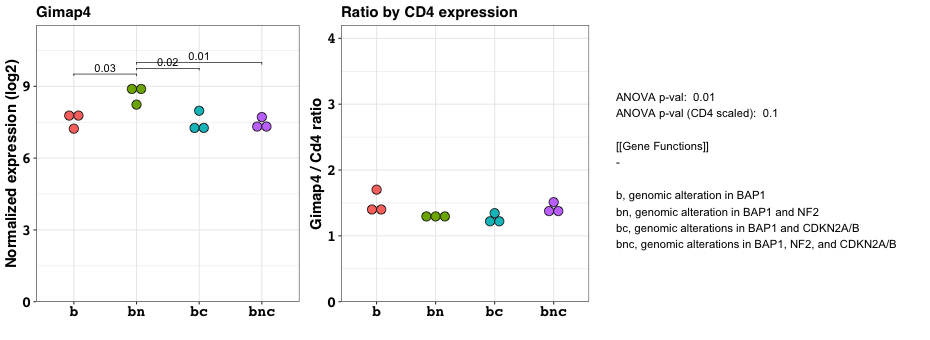 Gimap4
Normalized expression (log2)
9
6
3
0
0.03
0.02
0.01
b
bn
bc
bnc
Ratio by CD4 expression
Gimap4 / Cd4 ratio
4
3
2
1
0
b
bn
bc
bnc
ANOVA p-val: 0.01
ANOVA p-val (CD4 scaled): 0.1
[[Gene Functions]]
-
b, genomic alteration in BAP1
bn, genomic alteration in BAP1 and NF2
bc, genomic alterations in BAP1 and CDKN2A/B
bnc, genomic alterations in BAP1, NF2, and CDKN2A/B